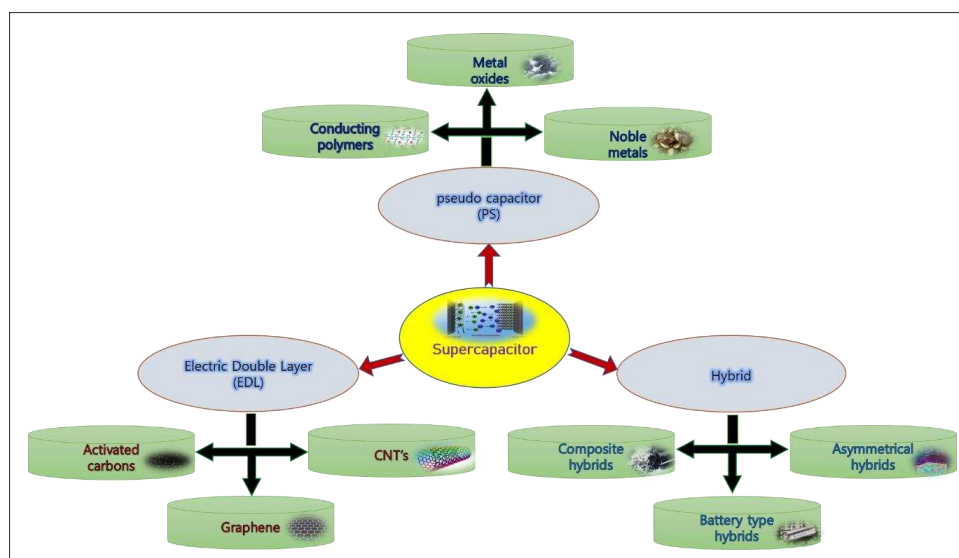 Metal
oxides
Conducting
polymers
Noble
metals
pseudo capacitor
(PS)
Supercapacitor
Electric Double Layer
(EDL)
Hybrid
Activated
carbons
CNT's
Graphene
Composite
hybrids
Asymmetrical
hybrids
Battery type
hybrids